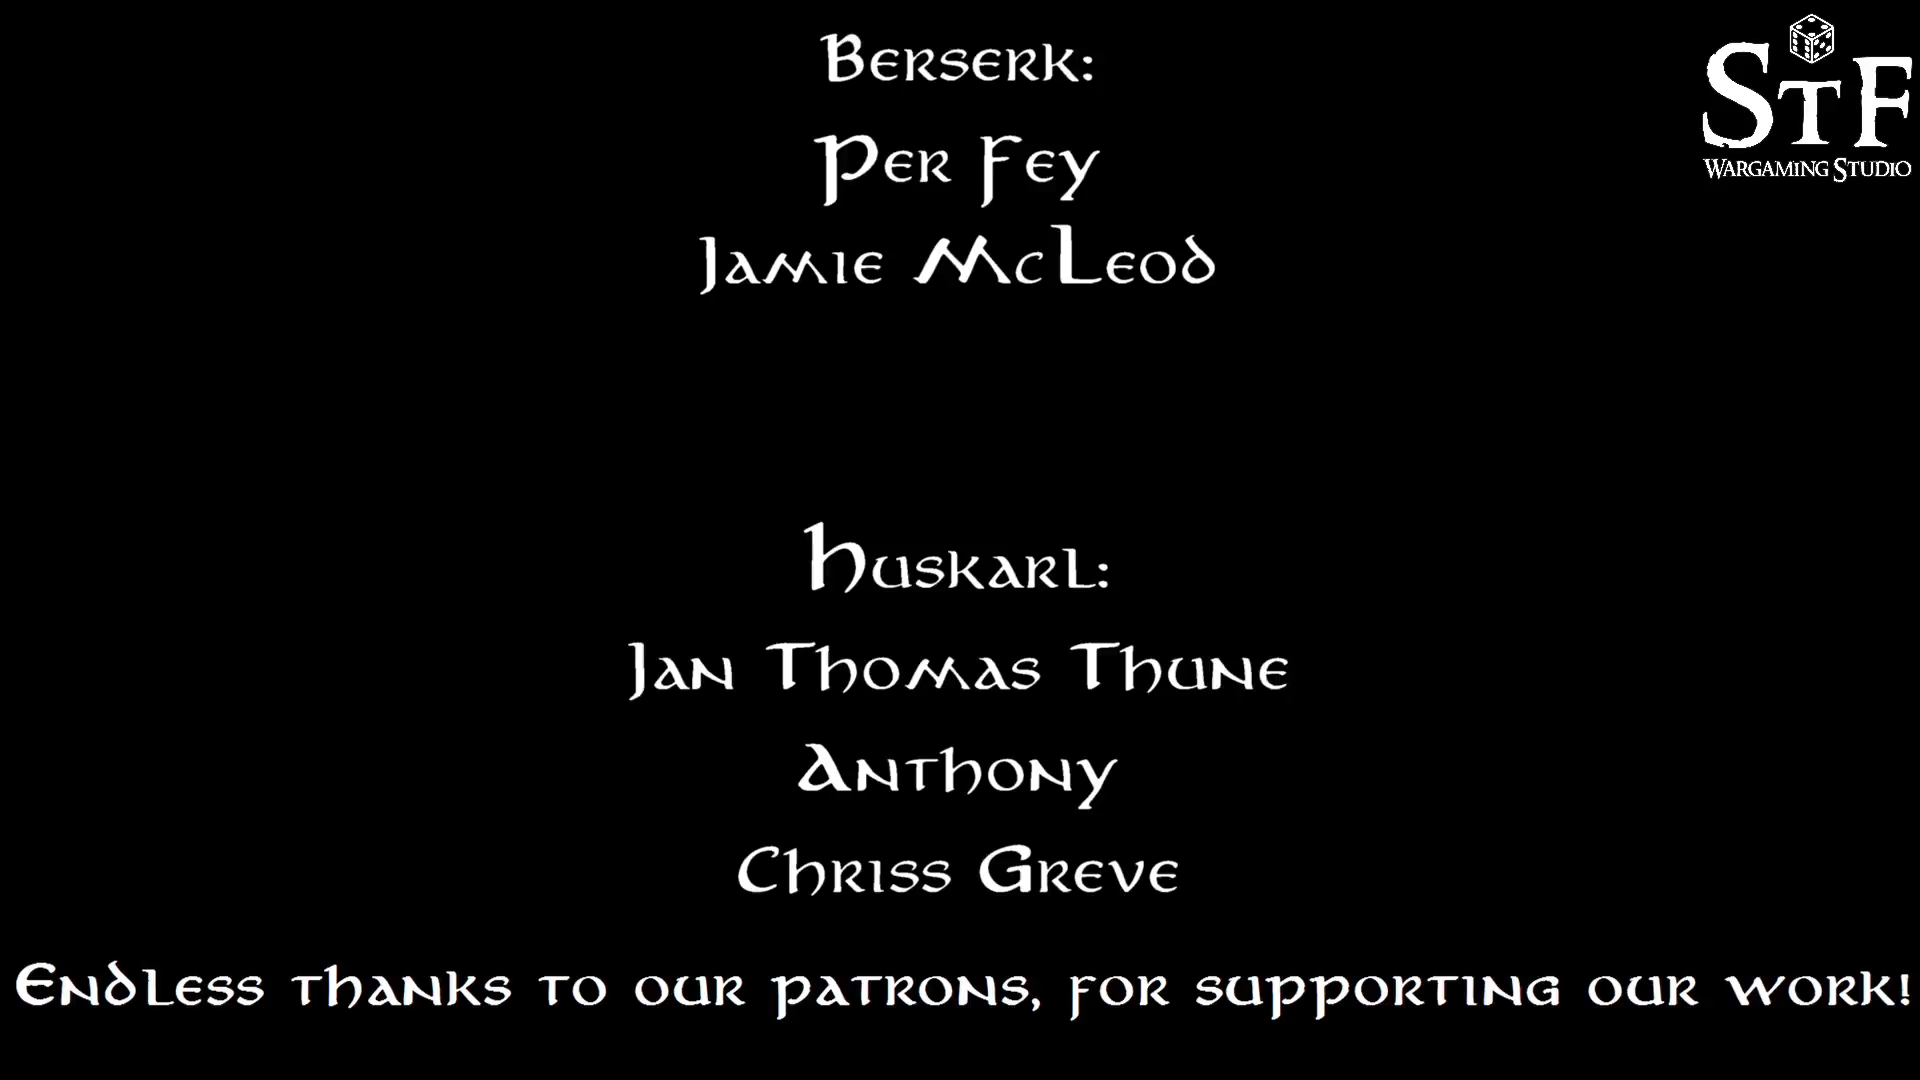 Berserk:
Per Fey
Jamie McLeod
StF
Wargaming Studio
Huskarl:
Jan Thomas Thune
Anthony
Chriss Greve
Endless thanks to our patrons, for supporting our work!